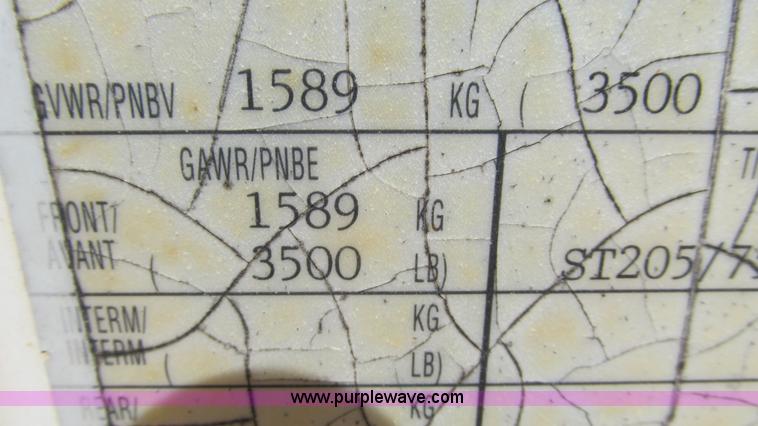 GVWR/PNBV 1589 KG ( 3500
GAWR/PNBE
FRONT/ 1589 KG
AVANT ( 3500 LB) ST205/75
INTERM/ KG
INTERM ( LB)
REAR/ KG
www.purplewave.com